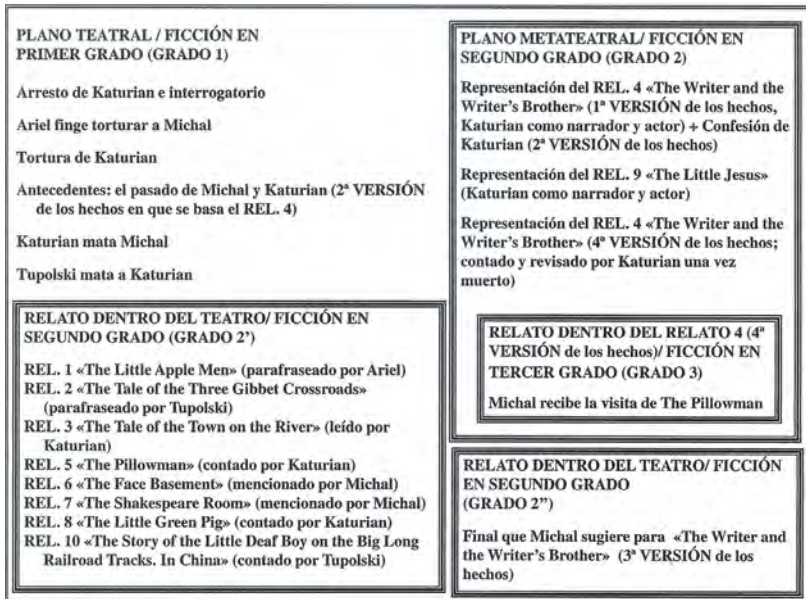 PLANO TEATRAL / FICCIÓN EN
PRIMER GRADO (GRADO 1)
Arresto de Katurian e interrogatorio
Ariel finge torturar a Michal
Tortura de Katurian
Antecedentes: el pasado de Michal y Katurian (2ª VERSIÓN
de los hechos en que se basa el REL. 4)
Katurian mata Michal
Tupolski mata a Katurian
RELATO DENTRO DEL TEATRO/ FICCIÓN EN
SEGUNDO GRADO (GRADO 2’)
REL. 1 «The Little Apple Men» (parafraseado por Ariel)
REL. 2 «The Tale of the Three Gibbet Crossroads»
(parafraseado por Tupolski)
REL. 3 «The Tale of the Town on the River» (leído por
Katurian)
REL. 5 «The Pillowman» (contado por Katurian)
REL. 6 «The Face Basement» (mencionado por Michal)
REL. 7 «The Shakespeare Room» (mencionado por Michal)
REL. 8 «The Little Green Pig» (contado por Katurian)
REL. 10 «The Story of the Little Deaf Boy on the Big Long
Railroad Tracks. In China» (contado por Tupolski)
PLANO METATEATRAL/ FICCIÓN EN
SEGUNDO GRADO (GRADO 2)
Representación del REL. 4 «The Writer and the
Writer’s Brother» (1ª VERSIÓN de los hechos,
Katurian como narrador y actor) + Confesión de
Katurian (2ª VERSIÓN de los hechos)
Representación del REL. 9 «The Little Jesus»
(Katurian como narrador y actor)
Representación del REL. 4 «The Writer and the
Writer’s Brother» (4ª VERSIÓN de los hechos;
contado y revisado por Katurian una vez
muerto)
RELATO DENTRO DEL RELATO 4 (4ª
VERSIÓN de los hechos)/ FICCIÓN EN
TERCER GRADO (GRADO 3)
Michal recibe la visita de The Pillowman
RELATO DENTRO DEL TEATRO/ FICCIÓN
EN SEGUNDO GRADO
(GRADO 2”)
Final que Michal sugiere para «The Writer and
the Writer’s Brother» (3ª VERSIÓN de los
hechos)